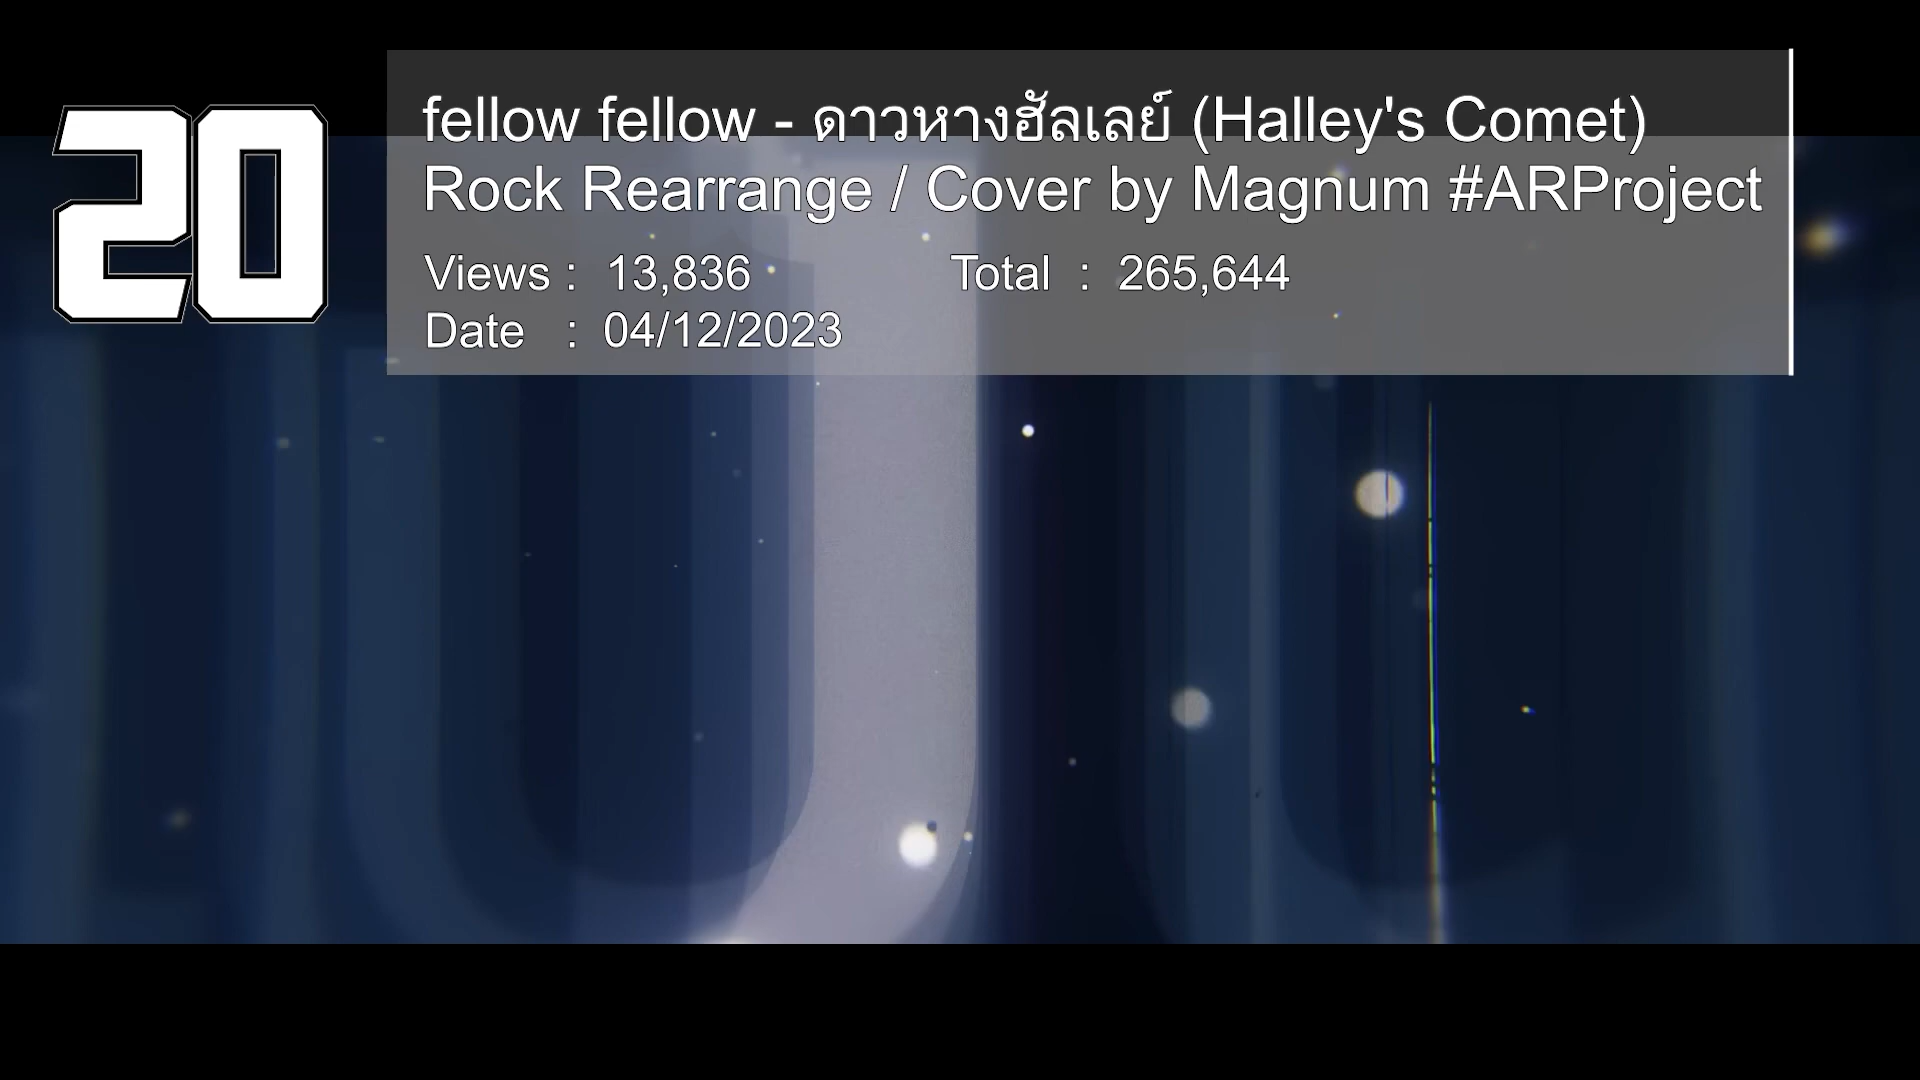 20
fellow fellow - ดาวหางฮัลเลย์ (Halley's Comet)
Rock Rearrange / Cover by Magnum #ARProject
Views : 13,836 Total : 265,644
Date : 04/12/2023